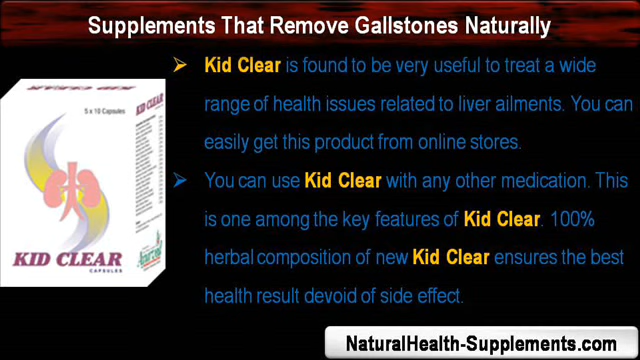 Supplements That Remove Gallstones Naturally
Kid Clear is found to be very useful to treat a wide
range of health issues related to liver ailments. You can
easily get this product from online stores.
You can use Kid Clear with any other medication. This
is one among the key features of Kid Clear. 100%
herbal composition of new Kid Clear ensures the best
health result devoid of side effect.
KID CLEAR
5 x 10 Capsules
KID CLEAR
KID CLEAR
CAPSULES
NaturalHealth-Supplements.com